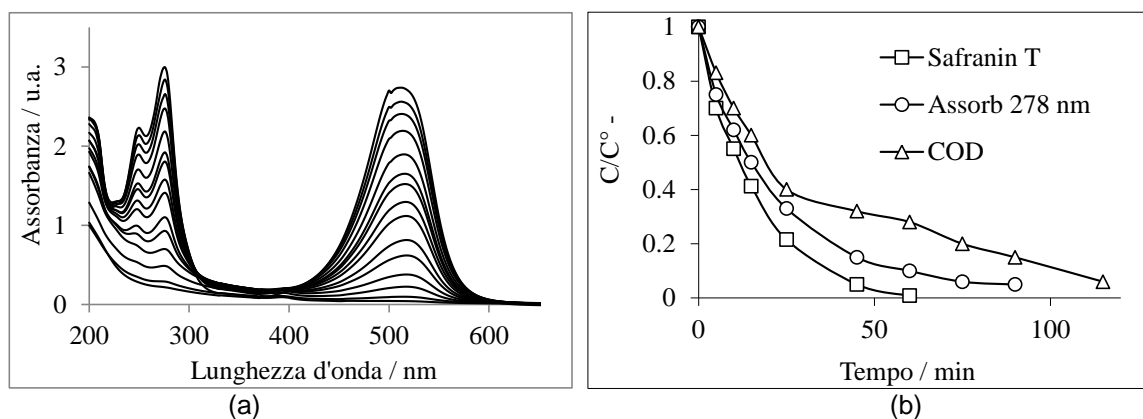 3
2
1
0
Assorbanza / u.a.
200 300 400 500 600
Lunghezza d'onda / nm
(a)
1
0.8
0.6
0.4
0.2
0
C/C° -
Safranin T
Assorb 278 nm
COD
0 50 100
Tempo / min
(b)